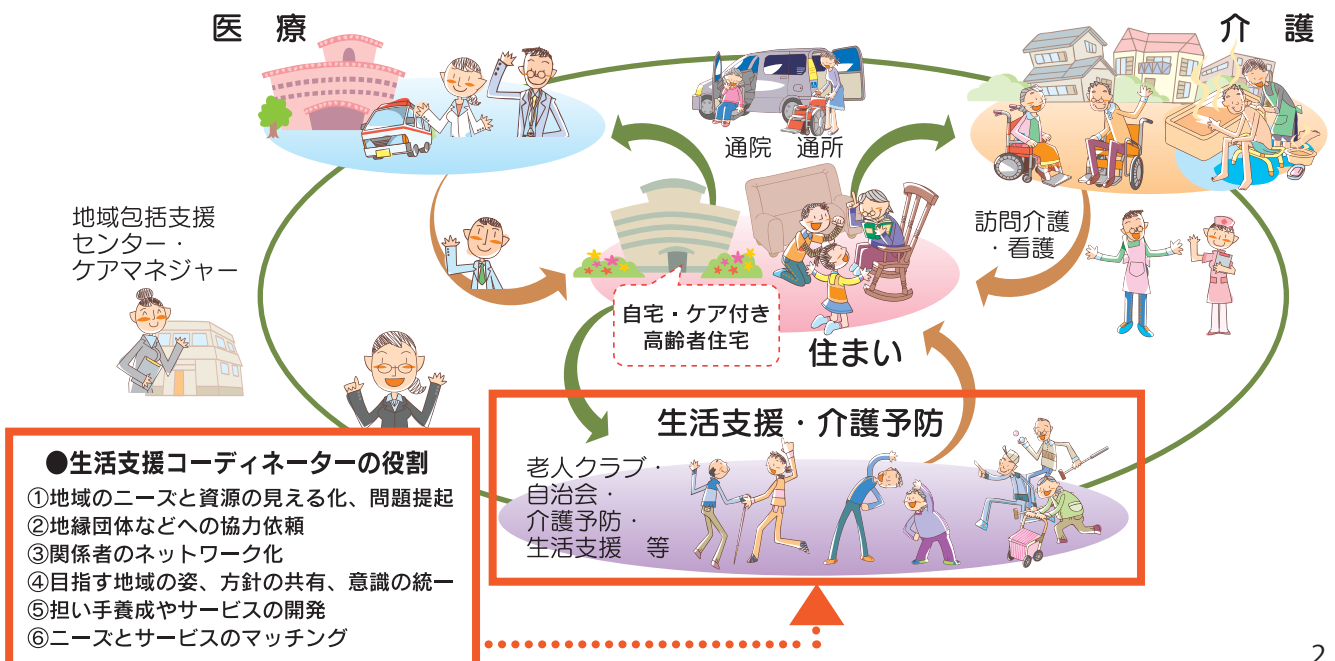 医　療
介　護
通院　通所
地域包括支援
センター・
ケアマネジャー
訪問介護
・看護
自宅・ケア付き
高齢者住宅
住まい
生活支援・介護予防
老人クラブ・
自治会・
介護予防・
生活支援　等
●生活支援コーディネーターの役割
①地域のニーズと資源の見える化、問題提起
②地縁団体などへの協力依頼
③関係者のネットワーク化
④目指す地域の姿、方針の共有、意識の統一
⑤担い手養成やサービスの開発
⑥ニーズとサービスのマッチング
2